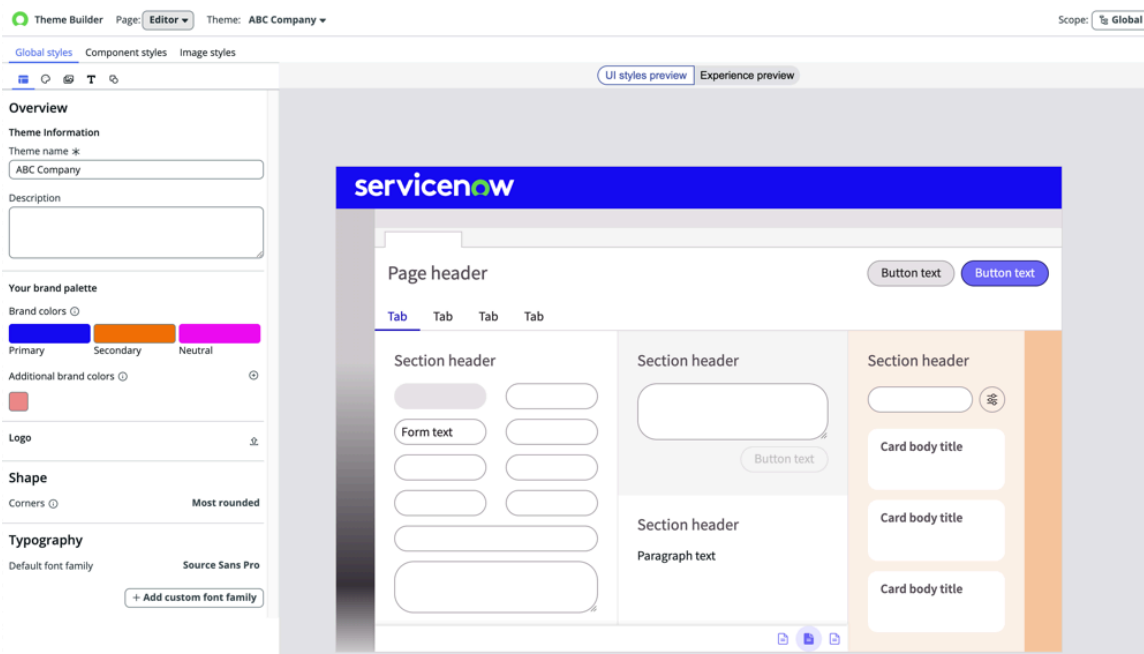 Theme Builder Page: Editor Theme: ABC Company Scope: Global
Global styles Component styles Image styles
T
UI styles preview Experience preview
Overview
Theme Information
Theme name *
ABC Company
Description
Your brand palette
Brand colors
Primary Secondary Neutral
Additional brand colors
Logo
Shape
Corners Most rounded
Typography
Default font family Source Sans Pro
+ Add custom font family
servicenow
Page header Button text Button text
Tab Tab Tab Tab
Section header
Form text
Section header
Button text
Section header
Paragraph text
Section header
Card body title
Card body title
Card body title